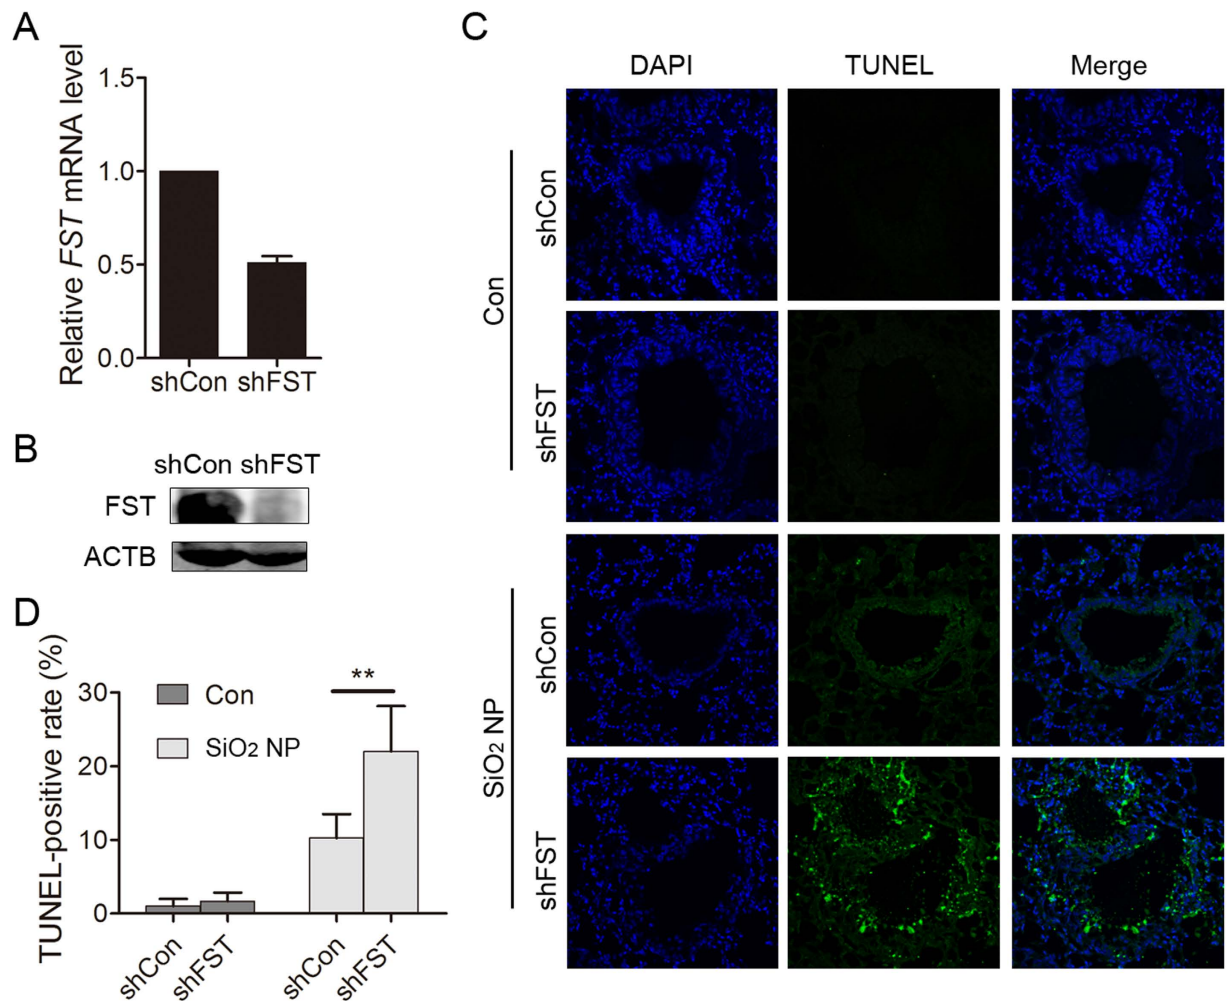 A
Relative FST mRNA level
1.5
1.0
0.5
0.0
shCon shFST
B
shCon shFST
FST
ACTB
C
DAPI TUNEL Merge
Con
shCon
shFST
SiO2 NP
shCon
shFST
D
TUNEL-positive rate (%)
30
20
10
0
Con
SiO2 NP
**
shCon
shFST
shCon
shFST